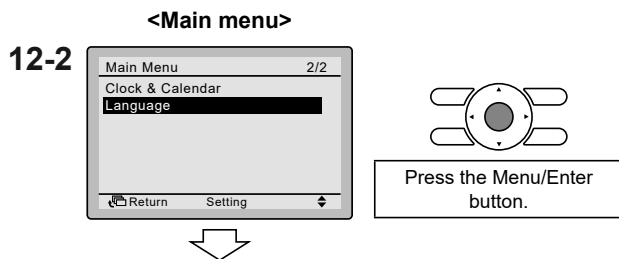 <Main menu>
12-2
Main Menu 2/2
Clock & Calendar
Language
Return Setting
Press the Menu/Enter
button.